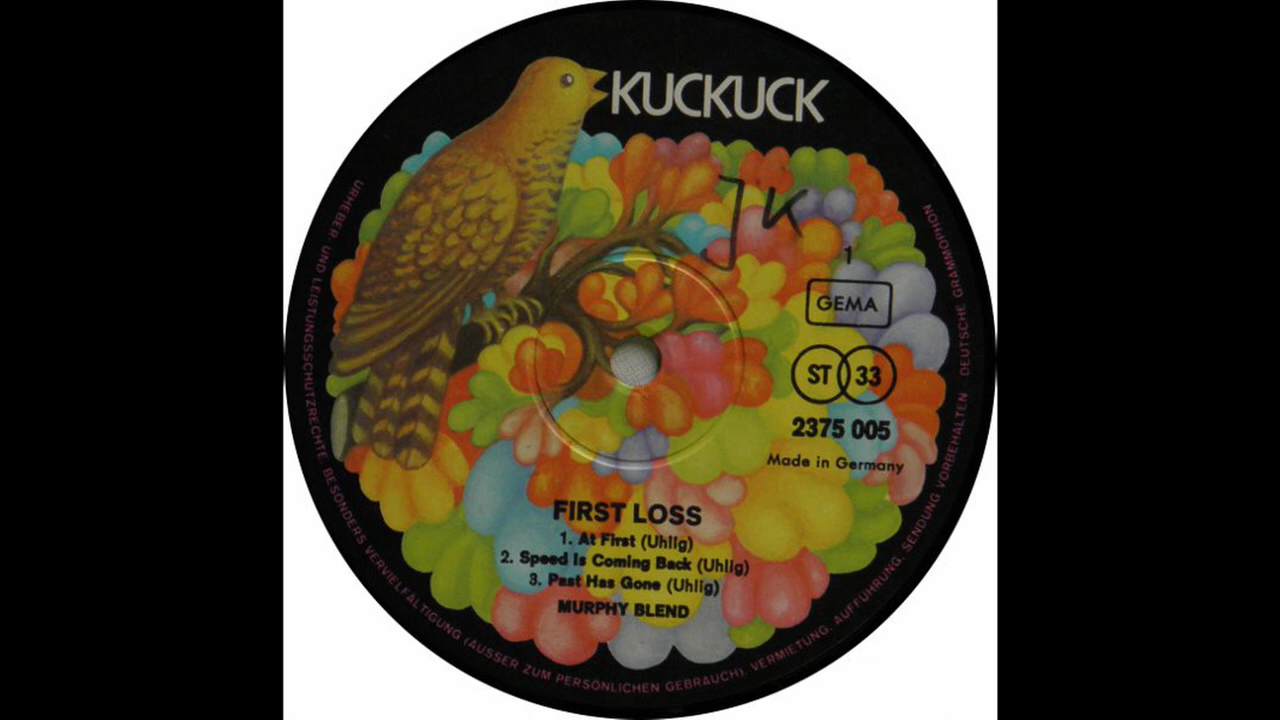 KUCKUCK
JK
1
GEMA
ST 33
2375 005
Made in Germany
FIRST LOSS
1. At First (Uhlig)
2. Speed Is Coming Back (Uhlig)
3. Past Has Gone (Uhlig)
MURPHY BLEND
URHEBER- UND LEISTUNGSSCHUTZRECHTE, BESONDERS VERVIELFÄLTIGUNG (AUSSER ZUM PERSÖNLICHEN GEBRAUCH), VERMIETUNG, AUFFÜHRUNG, SENDUNG VORBEHALTEN DEUTSCHE GRAMMOPHON